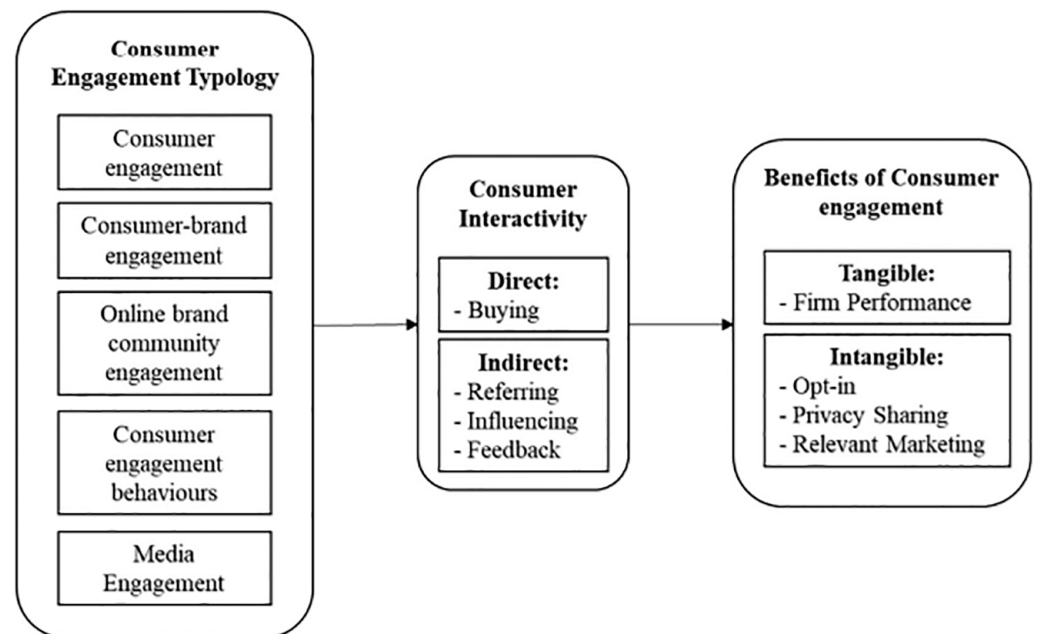 Consumer
Engagement Typology
Consumer
engagement
Consumer-brand
engagement
Online brand
community
engagement
Consumer
engagement
behaviours
Media
Engagement
Consumer
Interactivity
Direct:
- Buying
Indirect:
- Referring
- Influencing
- Feedback
Beneficts of Consumer
engagement
Tangible:
- Firm Performance
Intangible:
- Opt-in
- Privacy Sharing
- Relevant Marketing